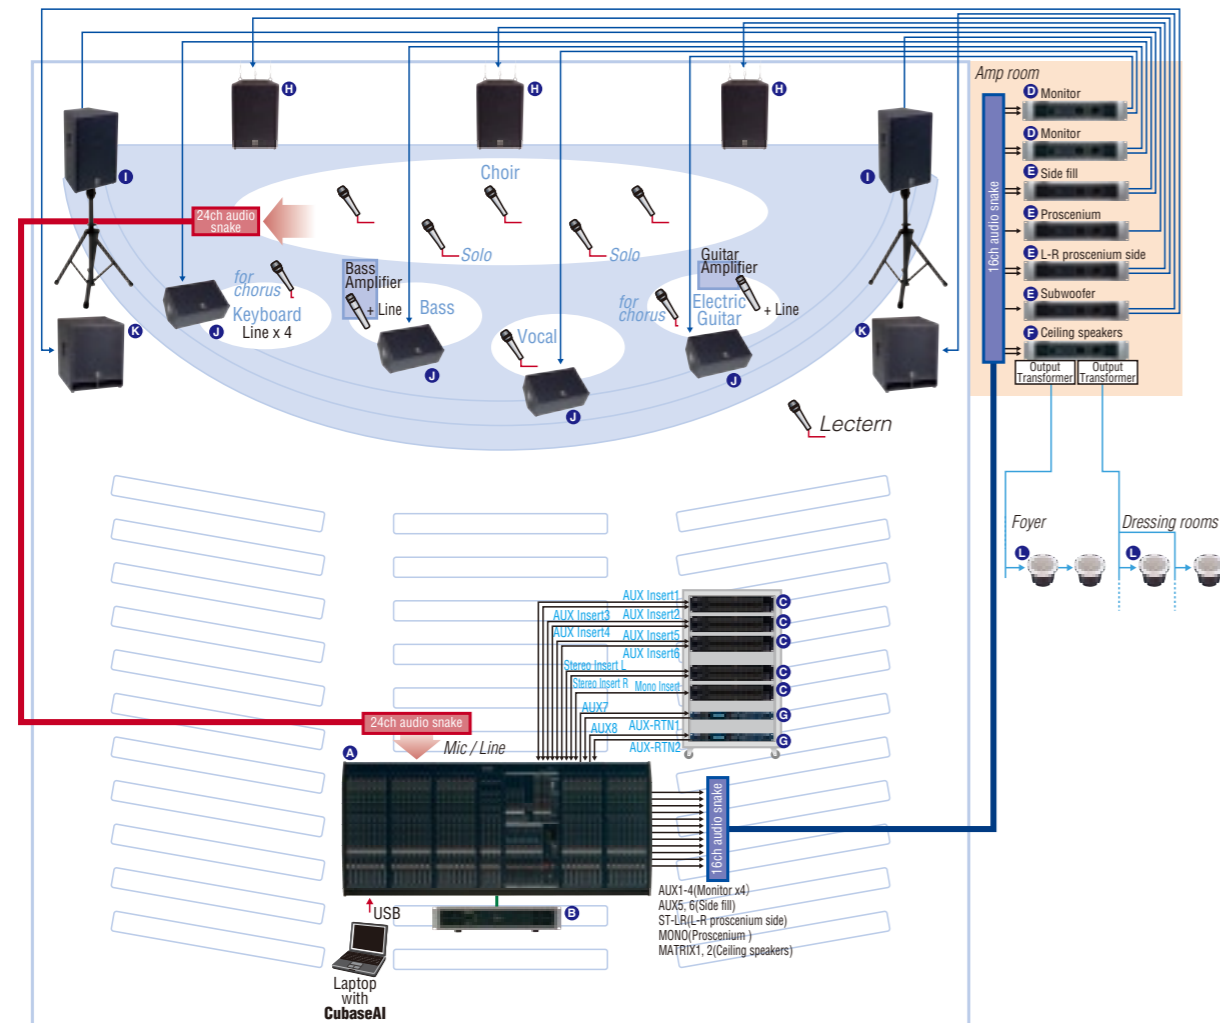 Amp room
H
H
H
D Monitor
D Monitor
E Side fill
E Proscenium
E L-R proscenium side
E Subwoofer
F Ceiling speakers
Output
Transformer
Output
Transformer
16ch audio snake
I
I
Choir
24ch audio
snake
Solo
Solo
for
chorus
Keyboard
Line x 4
Bass
Amplifier
+ Line
Bass
Vocal
Guitar
Amplifier
for
chorus
Electric
Guitar
+ Line
K
K
J
J
J
J
Lectern
Foyer
Dressing rooms
L
L
AUX Insert1
AUX Insert3
AUX Insert2
AUX Insert4
AUX Insert5
AUX Insert6
Stereo Insert L
Stereo Insert R
Mono Insert
AUX7
AUX8
AUX-RTN1
AUX-RTN2
C
C
C
C
C
G
G
24ch audio snake
Mic / Line
A
16ch audio snake
AUX1-4(Monitor x4)
AUX5, 6(Side fill)
ST-LR(L-R proscenium side)
MONO(Proscenium )
MATRIX1, 2(Ceiling speakers)
USB
B
Laptop
with
CubaseAI